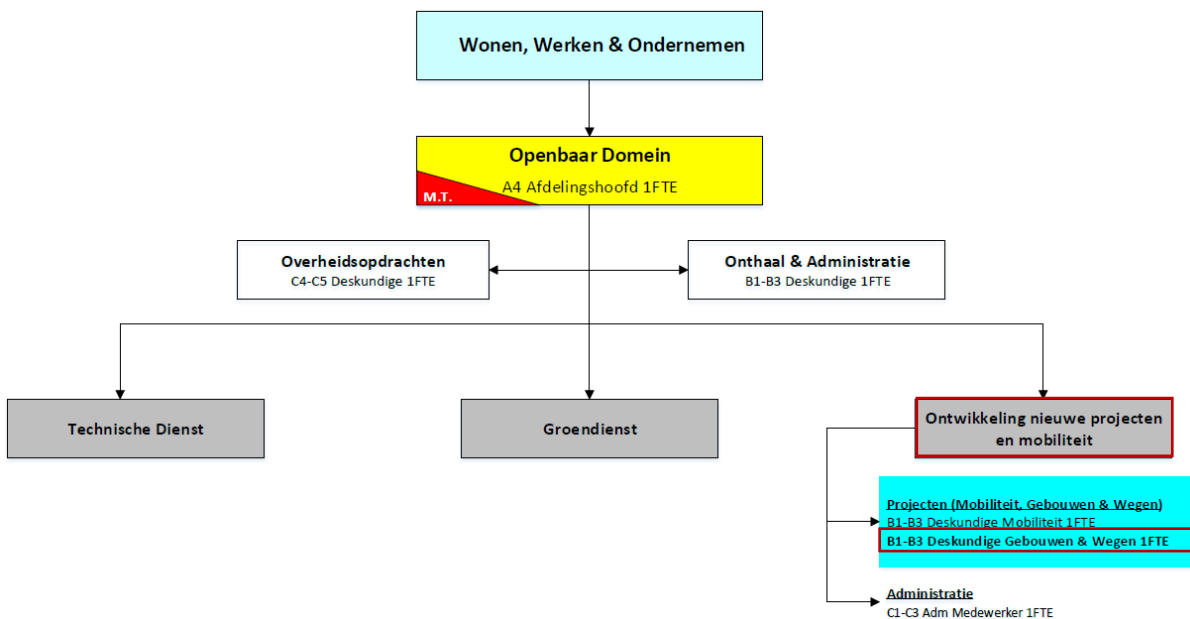 Wonen, Werken & Ondernemen
Openbaar Domein
A4 Afdelingshoofd 1FTE
M.T.
Overheidsopdrachten
C4-C5 Deskundige 1FTE
Onthaal & Administratie
B1-B3 Deskundige 1FTE
Technische Dienst
Groendienst
Ontwikkeling nieuwe projecten
en mobiliteit
Projecten (Mobiliteit, Gebouwen & Wegen)
B1-B3 Deskundige Mobiliteit 1FTE
B1-B3 Deskundige Gebouwen & Wegen 1FTE
Administratie
C1-C3 Adm Medewerker 1FTE